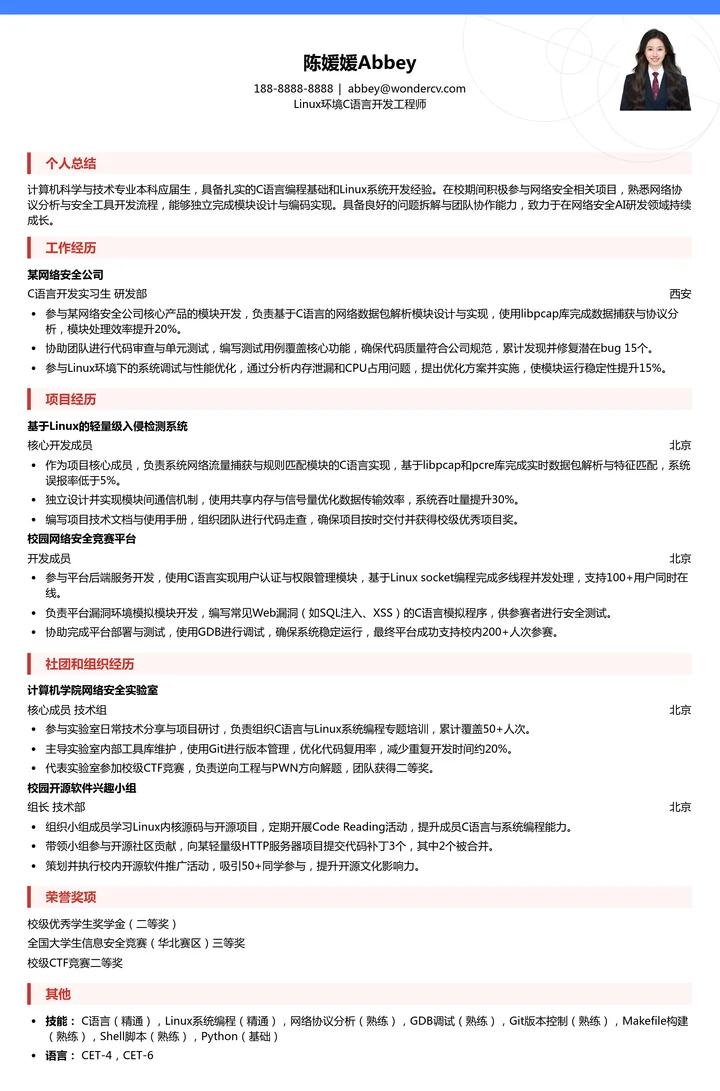 陈媛媛Abbey
188-8888-8888 | abbey@wondercv.com
Linux环境C语言开发工程师
个人总结
计算机科学与技术专业本科应届生，具备扎实的C语言编程基础和Linux系统开发经验。在校期间积极参与网络安全相关项目，熟悉网络协
议分析与安全工具开发流程，能够独立完成模块设计与编码实现。具备良好的问题拆解与团队协作能力，致力于在网络安全AI研发领域持续
成长。
工作经历
某网络安全公司
C语言开发实习生 研发部 西安
• 参与某网络安全公司核心产品的模块开发，负责基于C语言的网络数据包解析模块设计与实现，使用libpcap库完成数据捕获与协议分
析，模块处理效率提升20%。
• 协助团队进行代码审查与单元测试，编写测试用例覆盖核心功能，确保代码质量符合公司规范，累计发现并修复潜在bug 15个。
• 参与Linux环境下的系统调试与性能优化，通过分析内存泄漏和CPU占用问题，提出优化方案并实施，使模块运行稳定性提升15%。
项目经历
基于Linux的轻量级入侵检测系统
核心开发成员 北京
• 作为项目核心成员，负责系统网络流量捕获与规则匹配模块的C语言实现，基于libpcap和pcre库完成实时数据包解析与特征匹配，系统
误报率低于5%。
• 独立设计并实现模块间通信机制，使用共享内存与信号量优化数据传输效率，系统吞吐量提升30%。
• 编写项目技术文档与使用手册，组织团队进行代码走查，确保项目按时交付并获得校级优秀项目奖。
校园网络安全竞赛平台
开发成员 北京
• 参与平台后端服务开发，使用C语言实现用户认证与权限管理模块，基于Linux socket编程完成多线程并发处理，支持100+用户同时在
线。
• 负责平台漏洞环境模拟模块开发，编写常见Web漏洞（如SQL注入、XSS）的C语言模拟程序，供参赛者进行安全测试。
• 协助完成平台部署与测试，使用GDB进行调试，确保系统稳定运行，最终平台成功支持校内200+人次参赛。
社团和组织经历
计算机学院网络安全实验室
核心成员 技术组 北京
• 参与实验室日常技术分享与项目研讨，负责组织C语言与Linux系统编程专题培训，累计覆盖50+人次。
• 主导实验室内部工具库维护，使用Git进行版本管理，优化代码复用率，减少重复开发时间约20%。
• 代表实验室参加校级CTF竞赛，负责逆向工程与PWN方向解题，团队获得二等奖。
校园开源软件兴趣小组
组长 技术部 北京
• 组织小组成员学习Linux内核源码与开源项目，定期开展Code Reading活动，提升成员C语言与系统编程能力。
• 带领小组参与开源社区贡献，向某轻量级HTTP服务器项目提交代码补丁3个，其中2个被合并。
• 策划并执行校内开源软件推广活动，吸引50+同学参与，提升开源文化影响力。
荣誉奖项
校级优秀学生奖学金（二等奖）
全国大学生信息安全竞赛（华北赛区）三等奖
校级CTF竞赛二等奖
其他
• 技能： C语言（精通），Linux系统编程（精通），网络协议分析（熟练），GDB调试（熟练），Git版本控制（熟练），Makefile构建
（熟练），Shell脚本（熟练），Python（基础）
• 语言： CET-4，CET-6